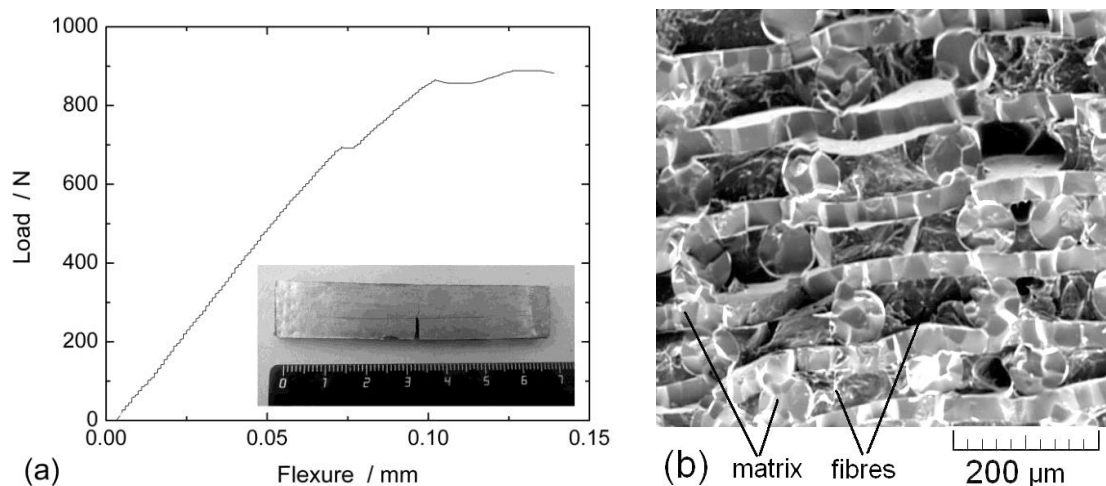 (a)
Load / N
1000
800
600
400
200
0
0.00 0.05 0.10 0.15
Flexure / mm
0 1 2 3 4 5 6 7
(b)
matrix fibres
200 µm